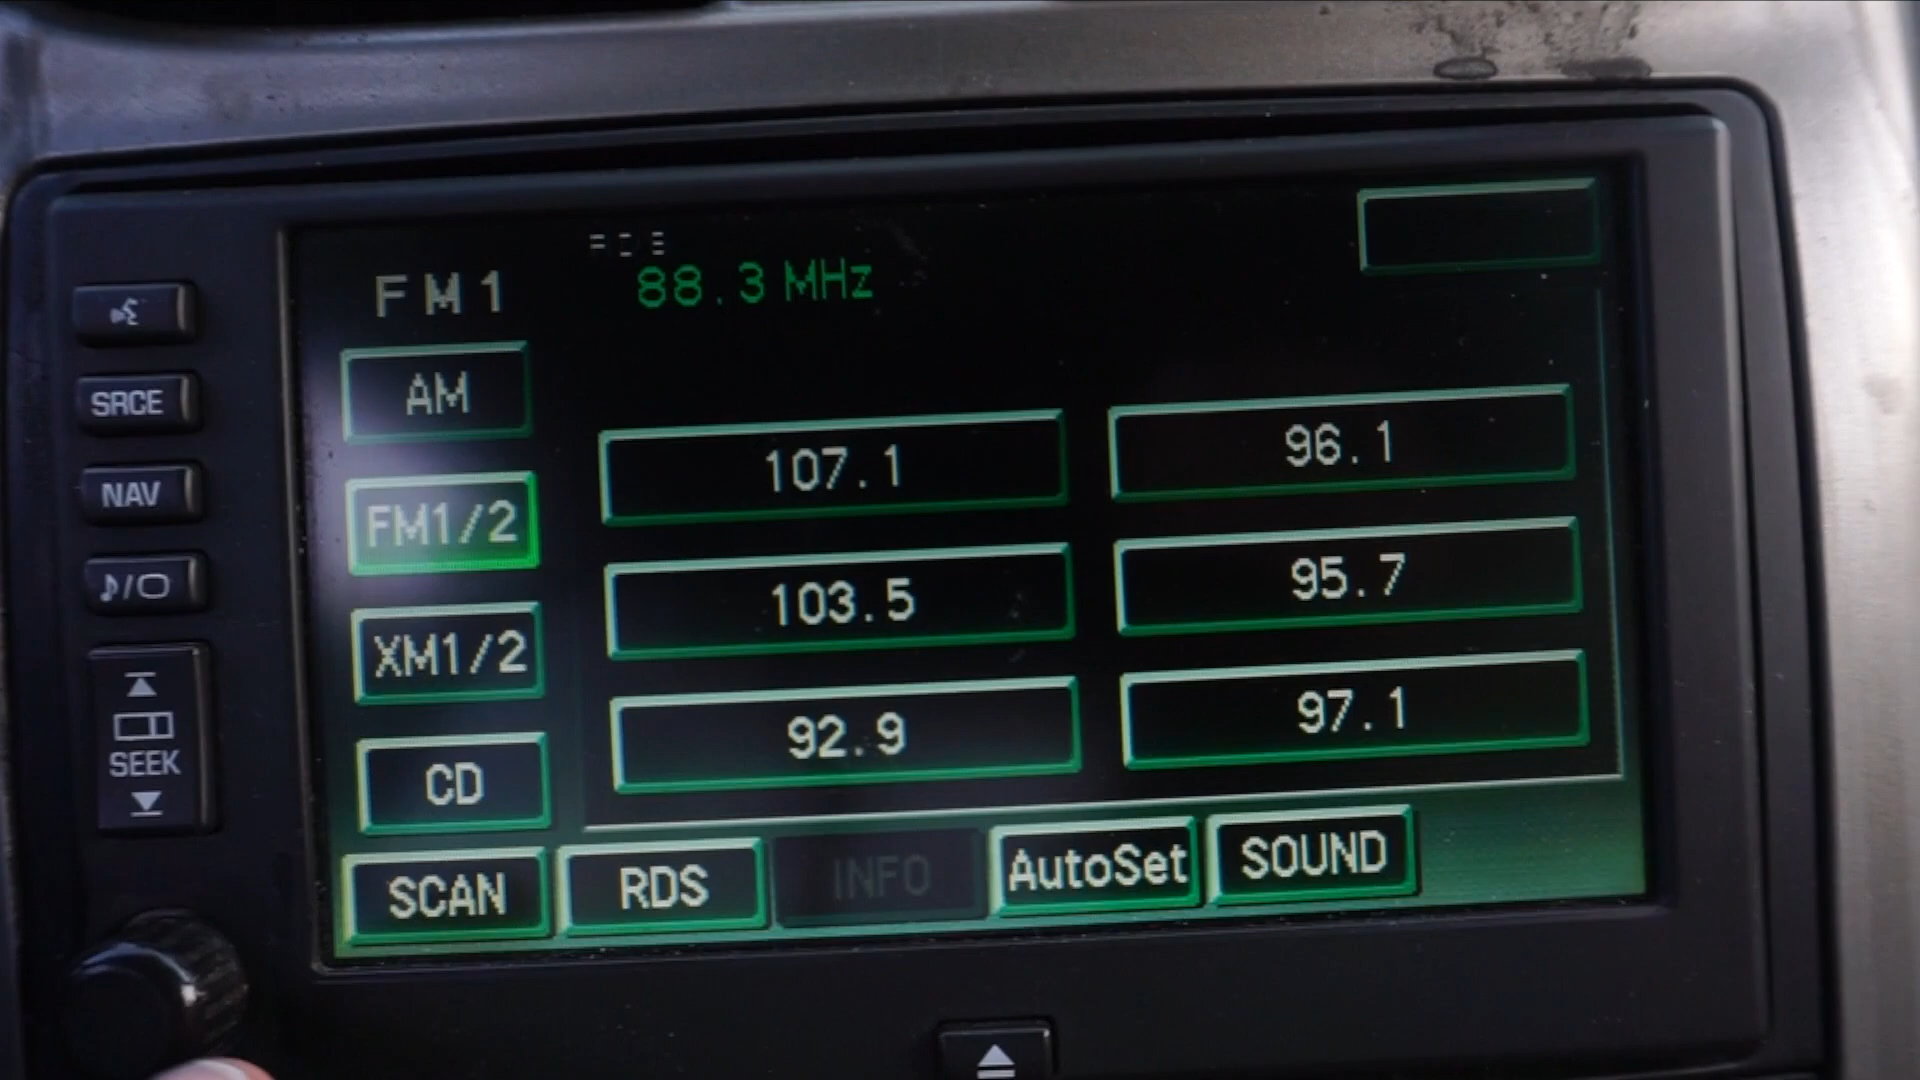 FM1
88.3 MHz
AM
107.1
96.1
SRCE
FM1/2
103.5
95.7
NAV
XM1/2
92.9
97.1
CD
SEEK
SCAN
RDS
INFO
AutoSet
SOUND